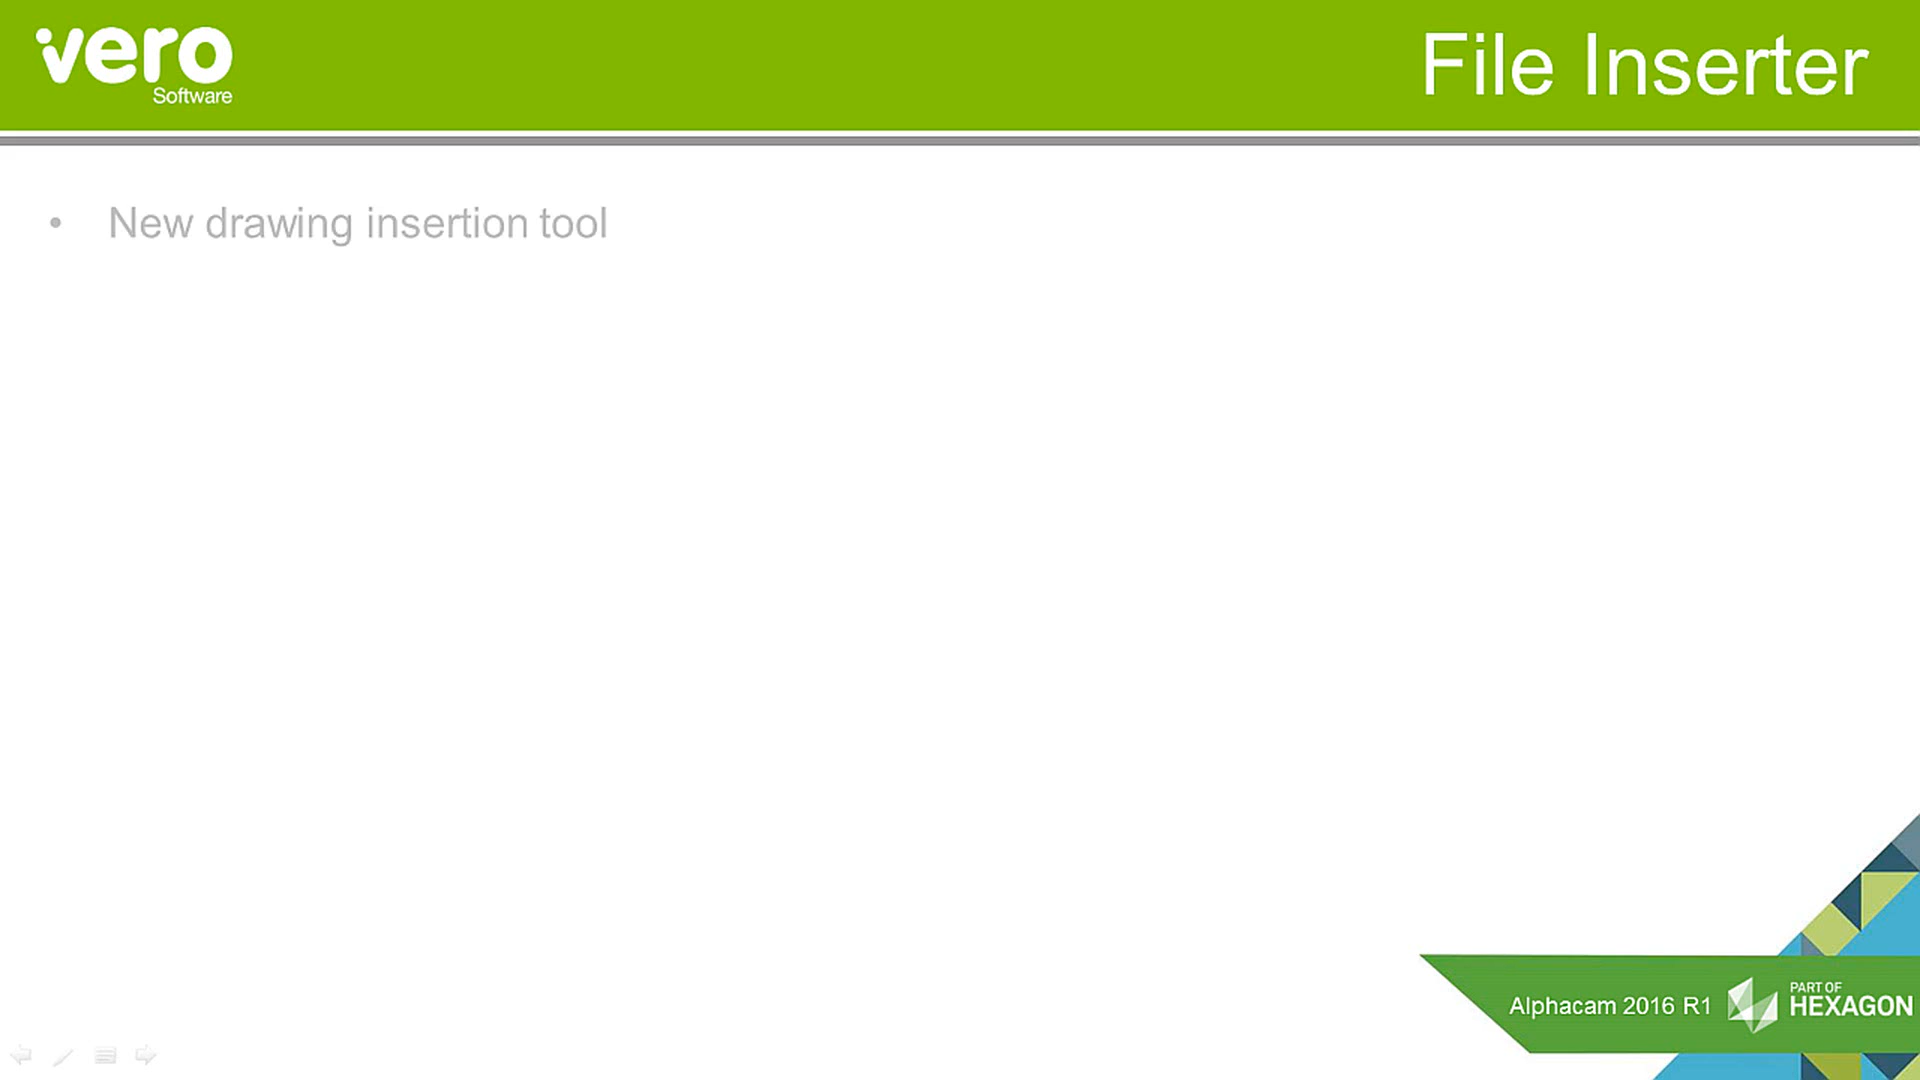 vero
Software
File Inserter
• New drawing insertion tool
Alphacam 2016 R1
PART OF
HEXAGON